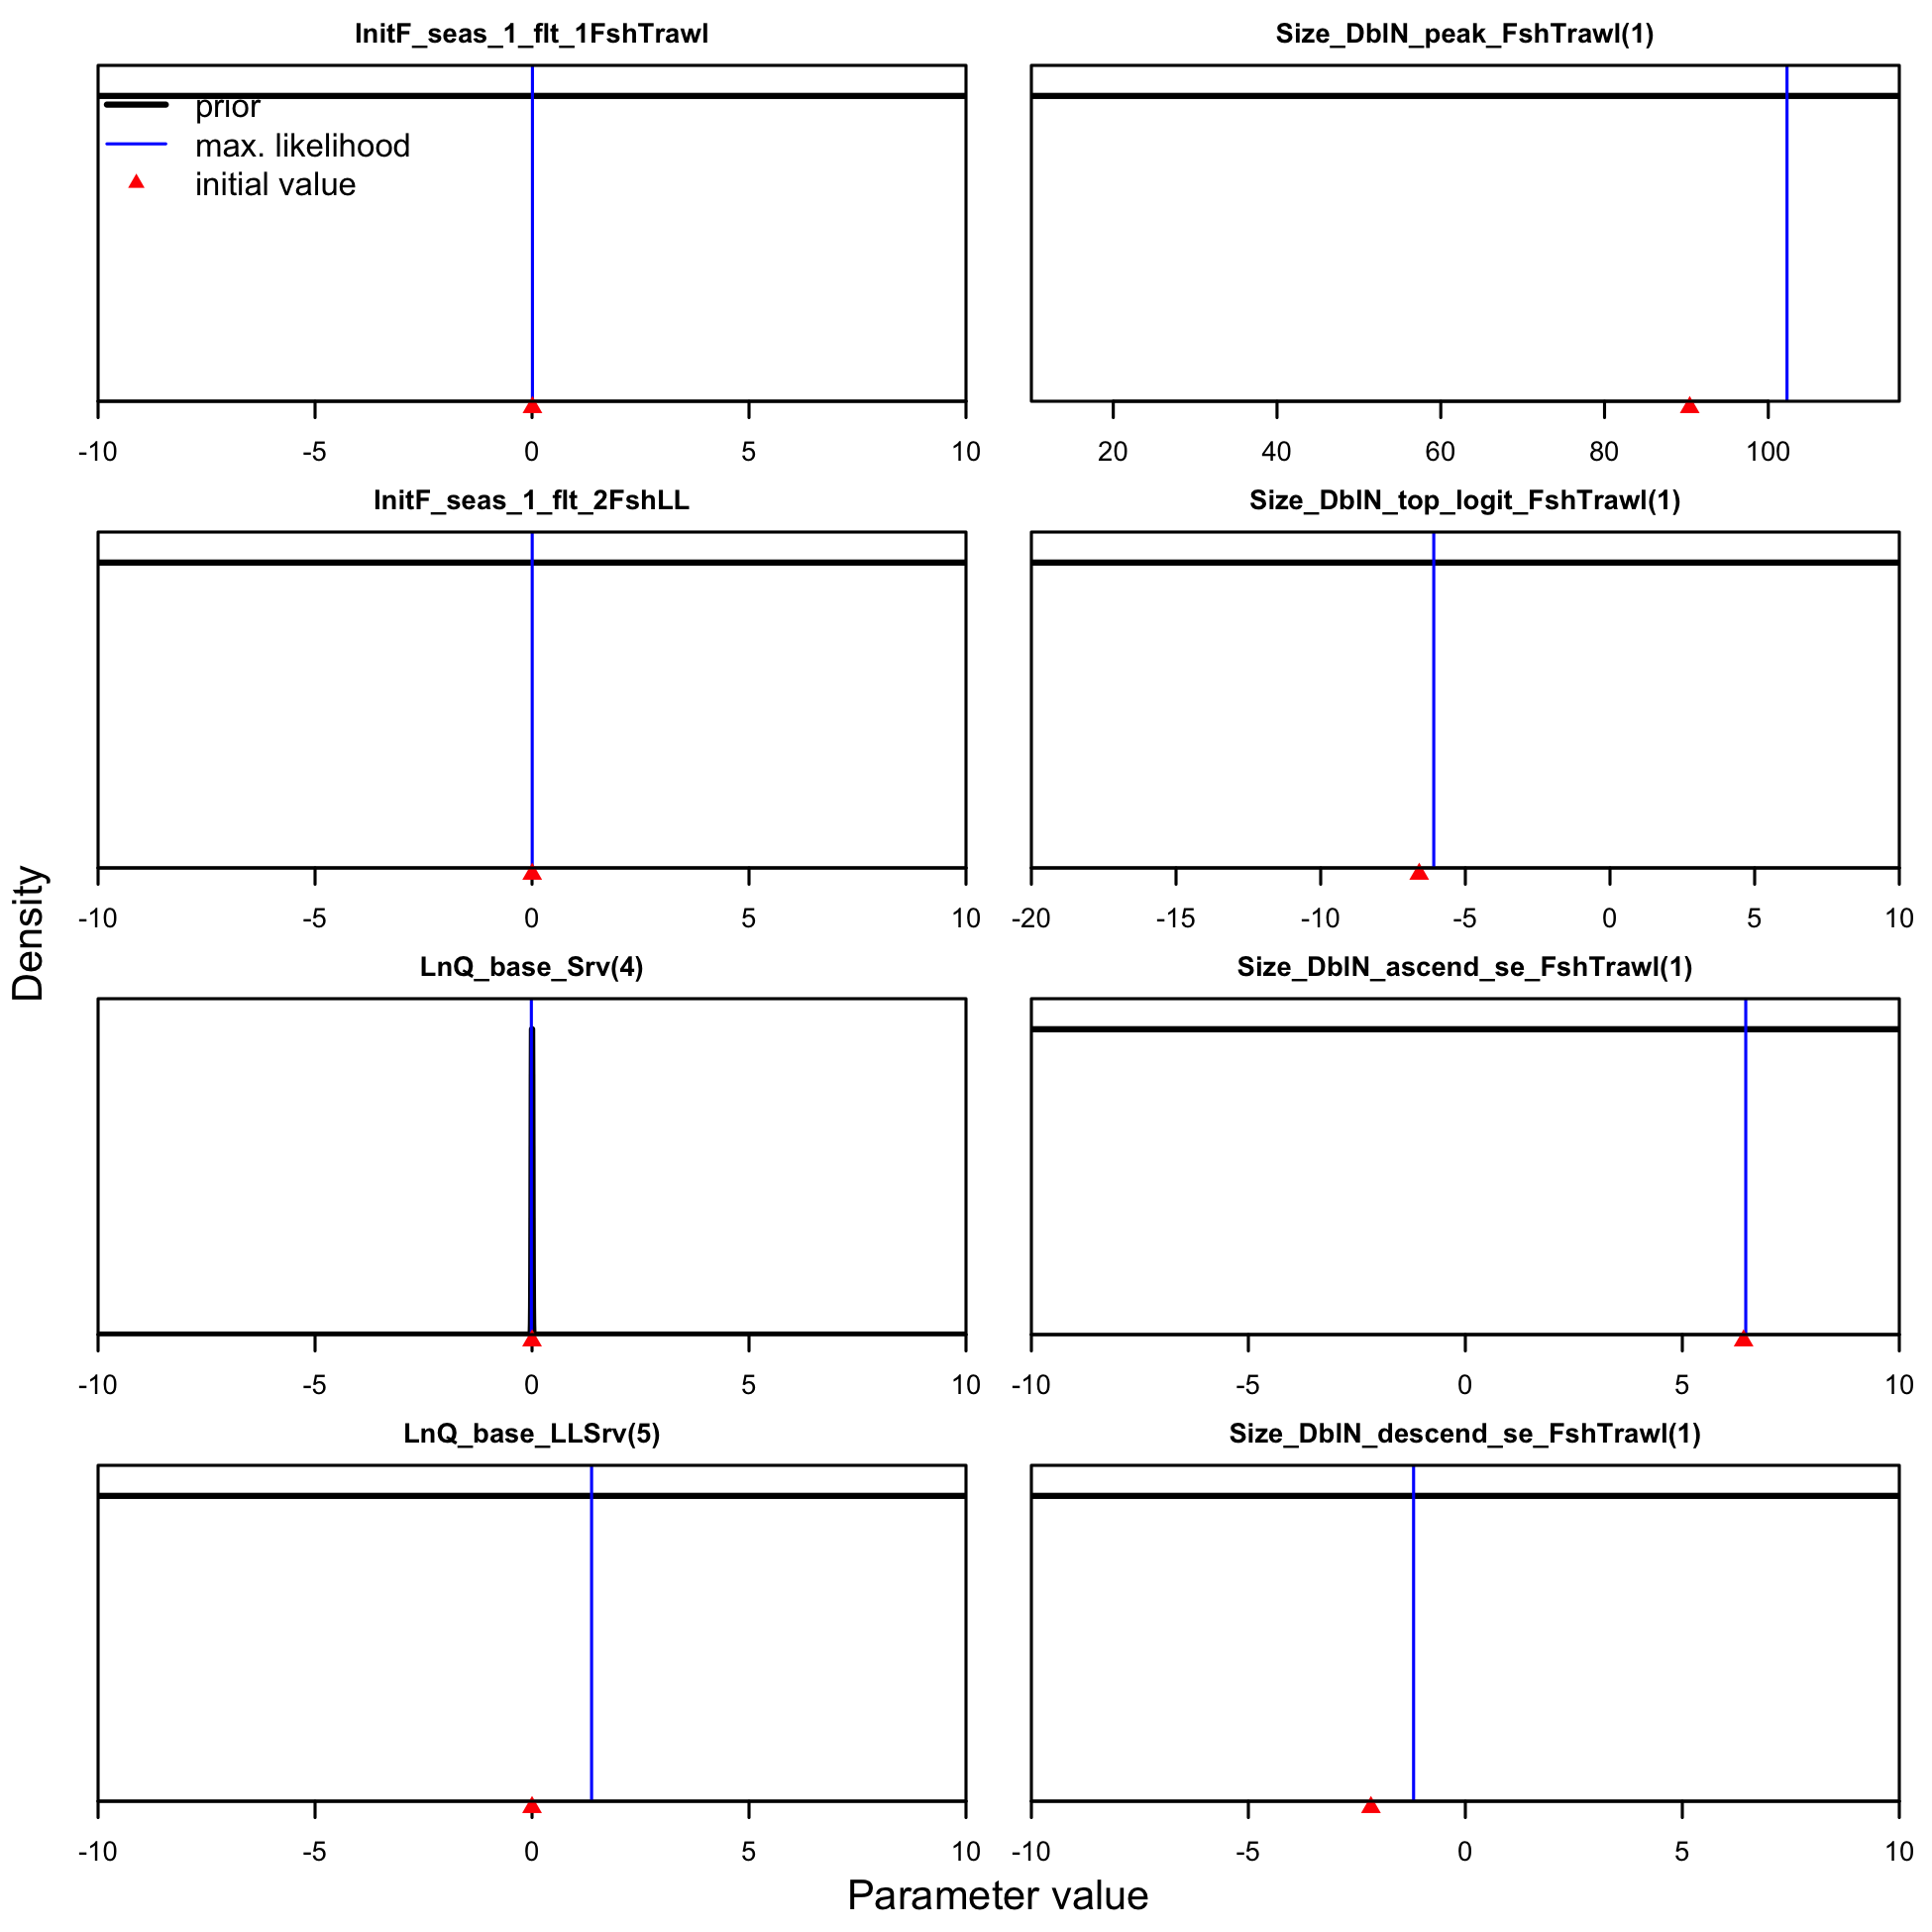 InitF_seas_1_flt_1FshTrawl
prior
max. likelihood
initial value
-10 -5 0 5 10
Size_DblN_peak_FshTrawl(1)
20 40 60 80 100
InitF_seas_1_flt_2FshLL
-10 -5 0 5 10
Size_DblN_top_logit_FshTrawl(1)
-20 -15 -10 -5 0 5 10
LnQ_base_Srv(4)
-10 -5 0 5 10
Size_DblN_ascend_se_FshTrawl(1)
-10 -5 0 5 10
LnQ_base_LLSrv(5)
-10 -5 0 5 10
Size_DblN_descend_se_FshTrawl(1)
-10 -5 0 5 10
Density
Parameter value